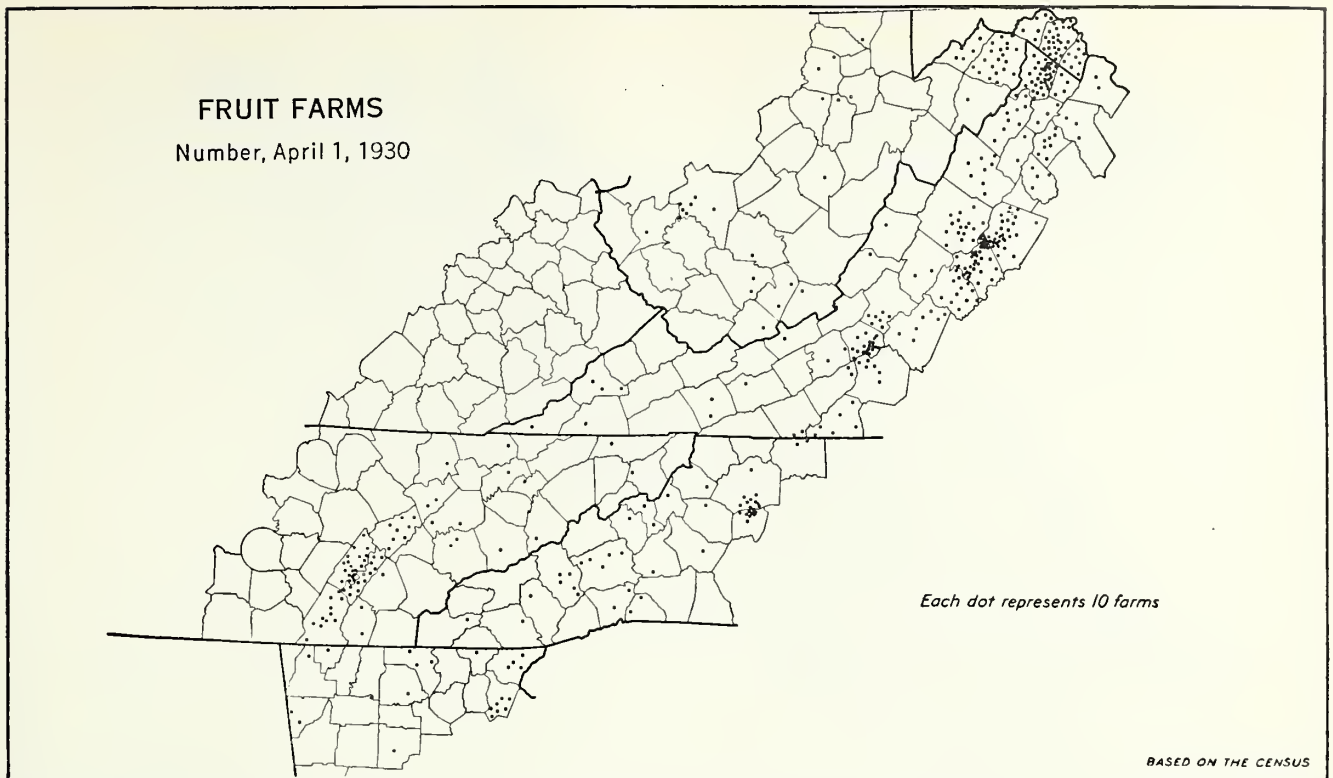 FRUIT FARMS
Number, April 1, 1930
Each dot represents 10 farms
BASED ON THE CENSUS